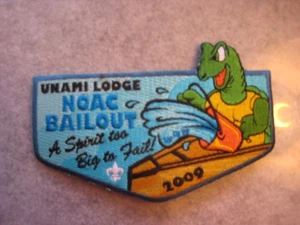 UNAMI LODGE
NOAC
BAILOUT
A Spirit too
Big to Fail!
2009